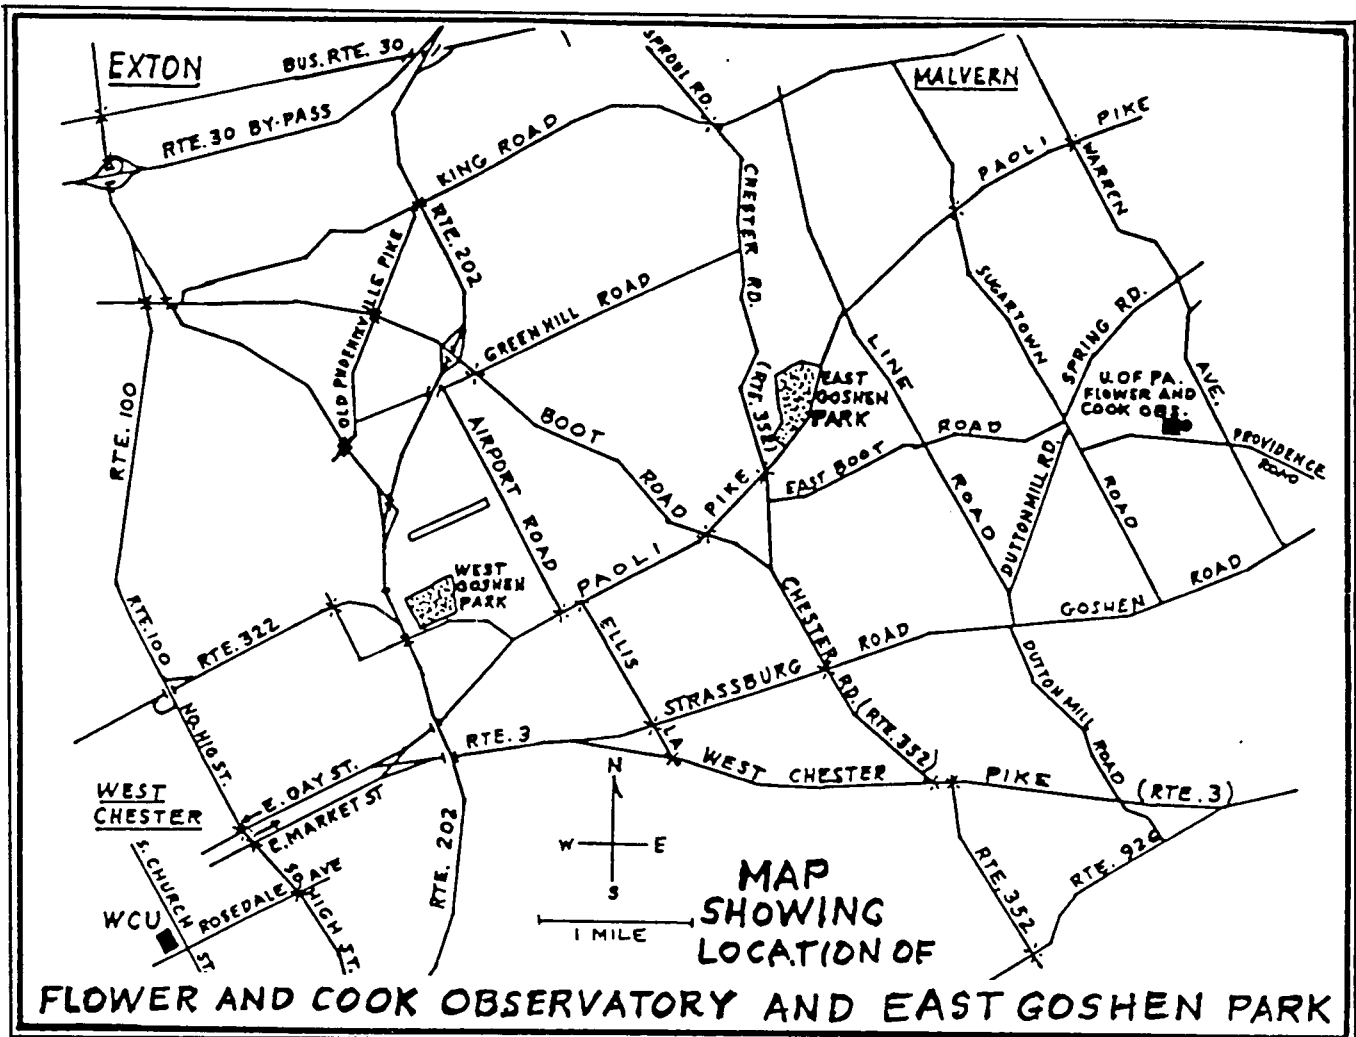 EXTON
BUS. RTE. 30
RTE. 30 BY-PASS
SPROUL RD.
MALVERN
KING ROAD
PAOLI PIKE
WARREN
AVE.
CHESTER RD.
(RTE. 352)
RTE. 202
OLD PHOENIXVILLE PIKE
GREEN HILL ROAD
SUGARTOWN
ROAD
SPRING RD.
LINE
ROAD
U. OF PA.
FLOWER AND
COOK OBS.
EAST
GOSHEN
PARK
RTE. 100
BOOT
ROAD
AIRPORT ROAD
EAST BOOT ROAD
PROVIDENCE
ROAD
DUTTON MILL RD.
PAOLI PIKE
WEST
GOSHEN
PARK
GOSHEN ROAD
RTE. 100
RTE. 322
ELLIS
LA
CHESTER
RD. (RTE. 352)
STRASSBURG ROAD
DUTTON MILL
ROAD
NO. HIG ST.
RTE. 3
WEST CHESTER PIKE
(RTE. 3)
WEST
CHESTER
E. GAY ST.
E. MARKET ST
RTE. 202
N
W E
S
1 MILE
S. CHURCH
ST.
WCU
ROSEDALE AVE
SO. HIGH ST.
RTE. 352
RTE. 926
MAP
SHOWING
LOCATION OF
FLOWER AND COOK OBSERVATORY AND EAST GOSHEN PARK